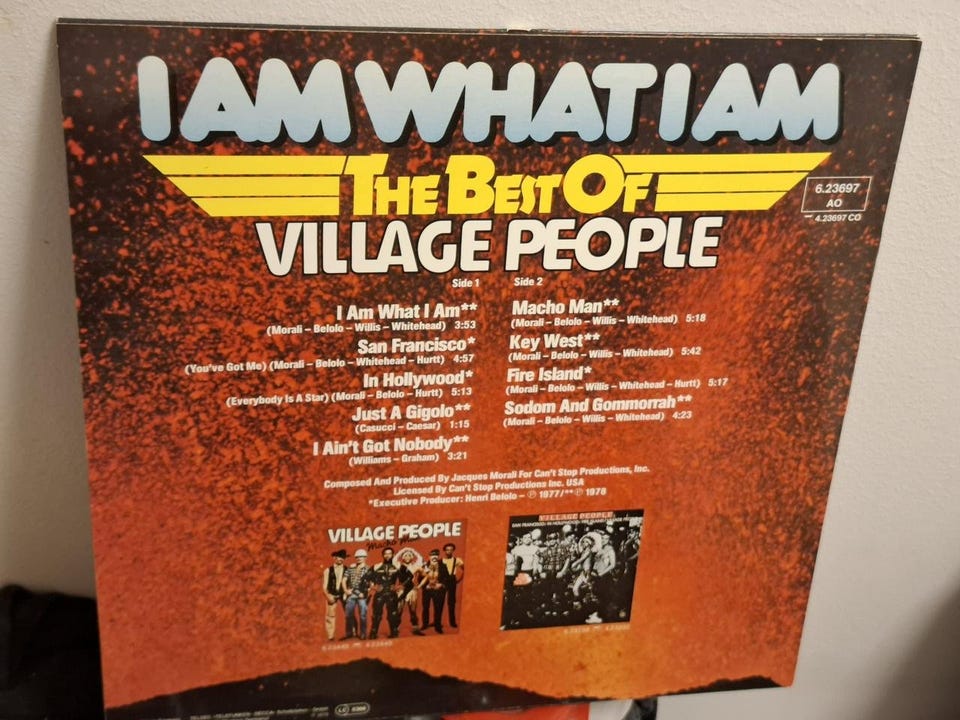 I AM WHAT I AM
THE BEST OF
VILLAGE PEOPLE
6.23697
AO
4.23697 CO
Side 1
I Am What I Am**
(Morali – Belolo – Willis – Whitehead) 3:53
San Francisco*
(You've Got Me) (Morali – Belolo – Whitehead – Hurtt) 4:57
In Hollywood*
(Everybody Is A Star) (Morali – Belolo – Hurtt) 5:13
Just A Gigolo**
(Casucci – Caesar) 1:15
I Ain't Got Nobody**
(Williams – Graham) 3:21
Side 2
Macho Man**
(Morali – Belolo – Willis – Whitehead) 5:18
Key West**
(Morali – Belolo – Willis – Whitehead) 5:42
Fire Island*
(Morali – Belolo – Willis – Whitehead – Hurtt) 5:17
Sodom And Gommorrah**
(Morali – Belolo – Willis – Whitehead) 4:23
Composed And Produced By Jacques Morali For Can't Stop Productions, Inc.
Licensed By Can't Stop Productions Inc. USA
*Executive Producer: Henri Belolo – ℗ 1977/** ℗ 1978
VILLAGE PEOPLE
Macho Man
VILLAGE PEOPLE